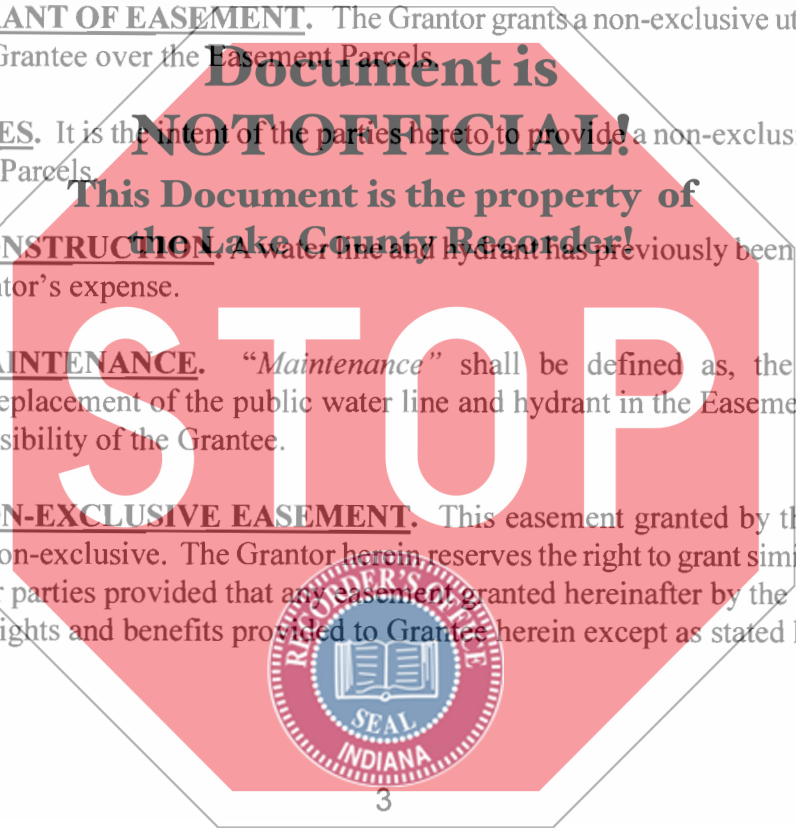 RANT OF EASEMENT. The Grantor grants a non-exclusive ut
Grantee over the Easement Parcels.
Document is
ES. It is the intent of the parties hereto to provide a non-exclusi
NOT OFFICIAL!
Parcels.
This Document is the property of
the Lake County Recorder!
ONSTRUCTION. A water line and hydrant has previously been
ntor's expense.
AINTENANCE. “Maintenance” shall be defined as, the
eplacement of the public water line and hydrant in the Easeme
sibility of the Grantee.
STOP
ON-EXCLUSIVE EASEMENT. This easement granted by th
on-exclusive. The Grantor herein reserves the right to grant simi
r parties provided that any easement granted hereinafter by the
ights and benefits provided to Grantee herein except as stated h
RECORDER'S OFFICE
SEAL
INDIANA
3